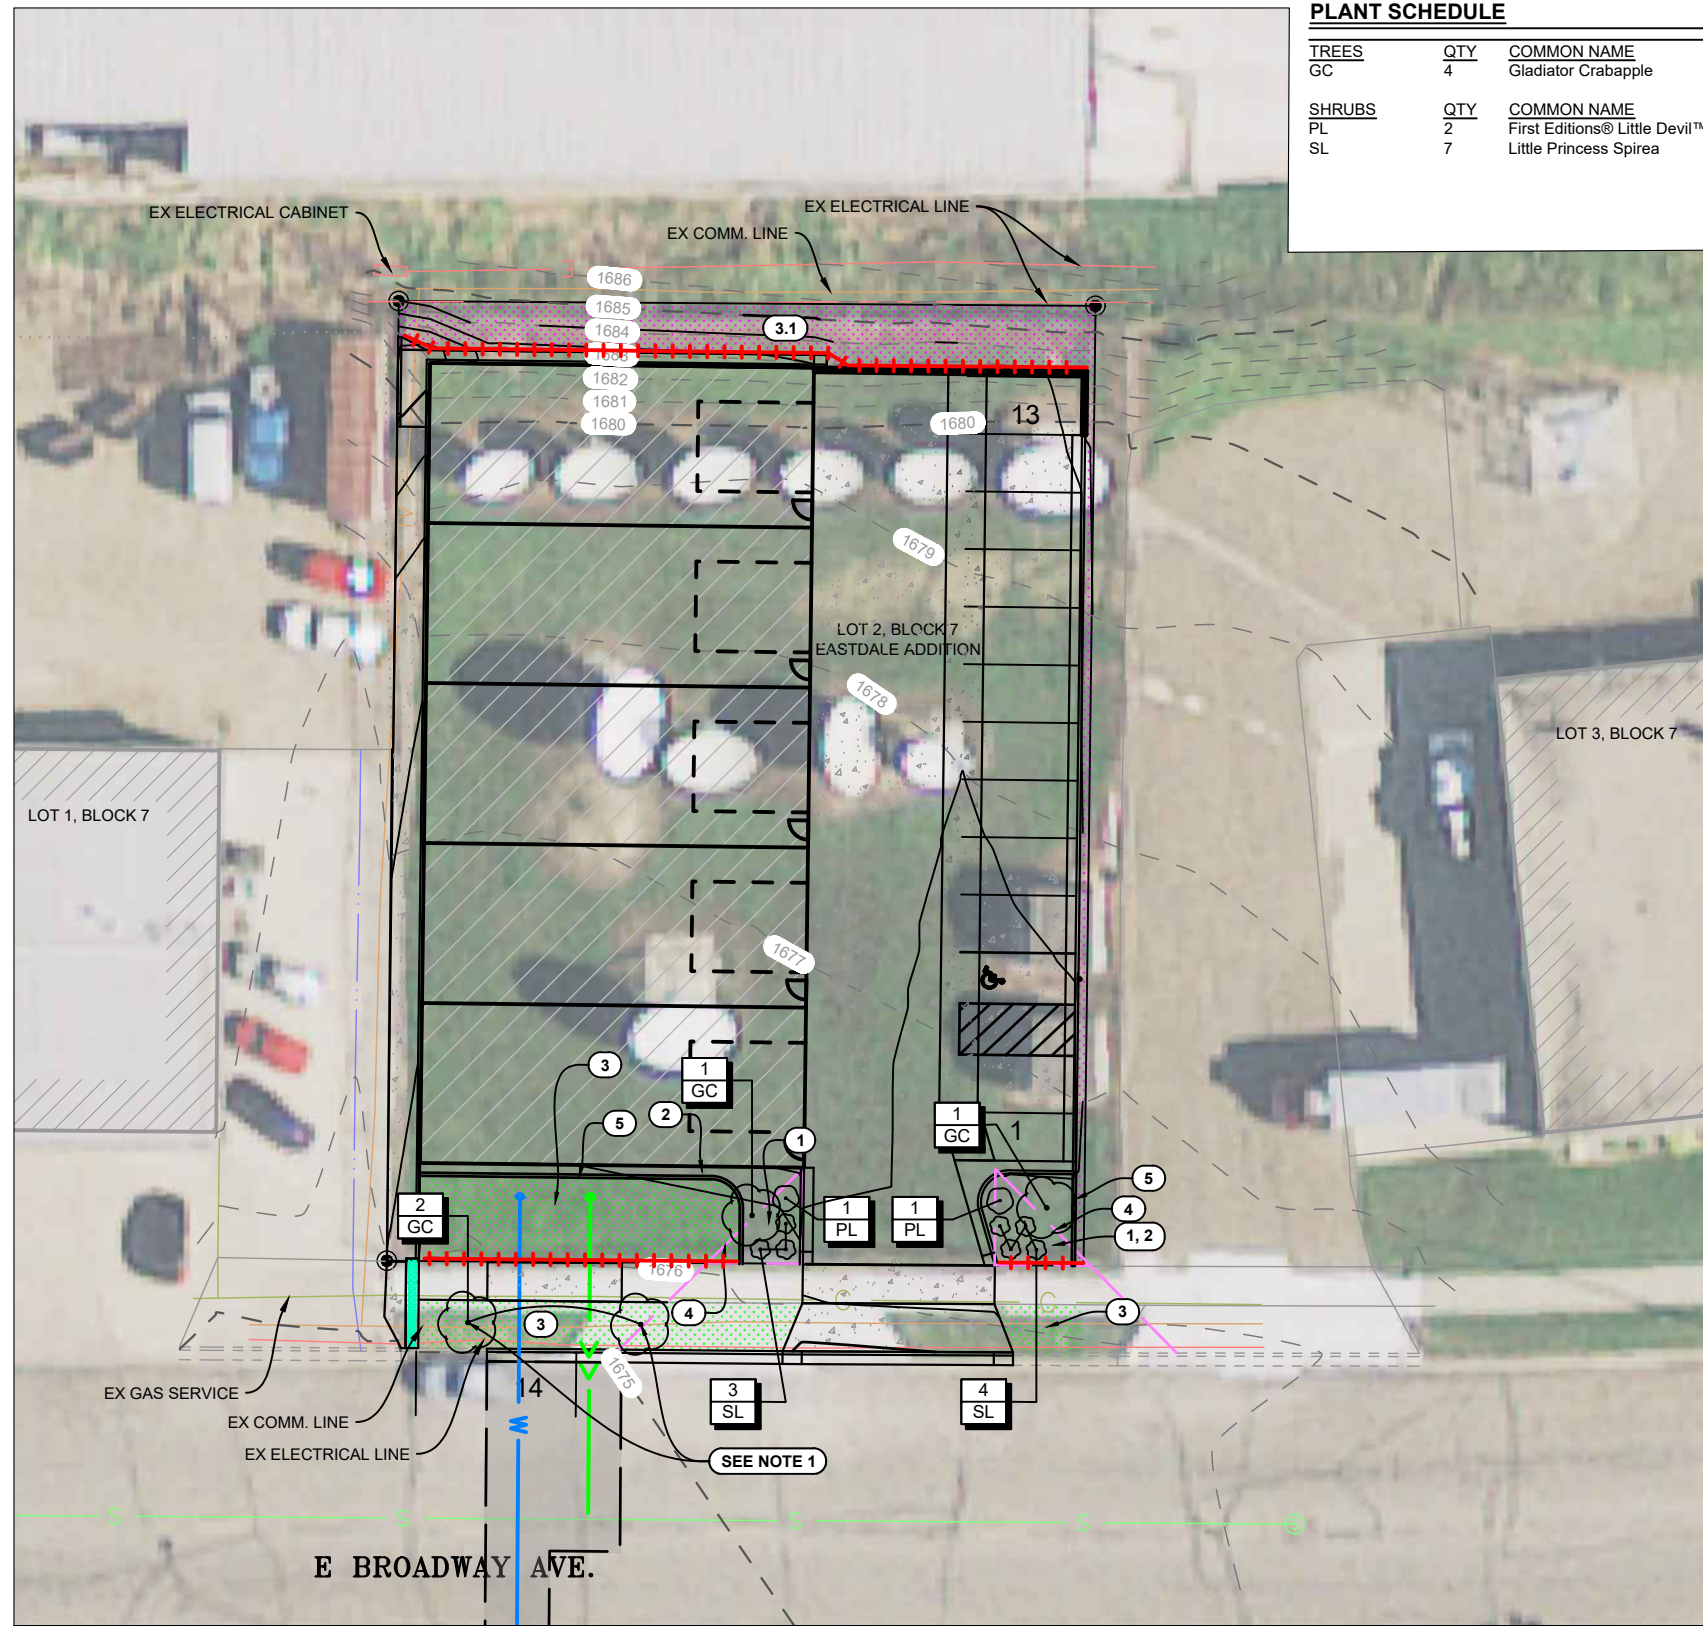 PLANT SCHEDULE
TREES QTY COMMON NAME
GC 4 Gladiator Crabapple
SHRUBS QTY COMMON NAME
PL 2 First Editions® Little Devil™
SL 7 Little Princess Spirea
EX ELECTRICAL CABINET
EX ELECTRICAL LINE
EX COMM. LINE
1686
1685
1684
3.1
1683
1682
1681
1680
1680
13
1679
LOT 2, BLOCK 7
EASTDALE ADDITION
1678
LOT 3, BLOCK 7
LOT 1, BLOCK 7
1677
3
1
GC
5
2
1
1
GC
1
5
2
GC
1
PL
1
PL
4
1, 2
1676
G
G
3
4
3
1675
EX GAS SERVICE
14
3
SL
4
SL
EX COMM. LINE
W
EX ELECTRICAL LINE
SEE NOTE 1
S
S
S
S
S
E BROADWAY AVE.